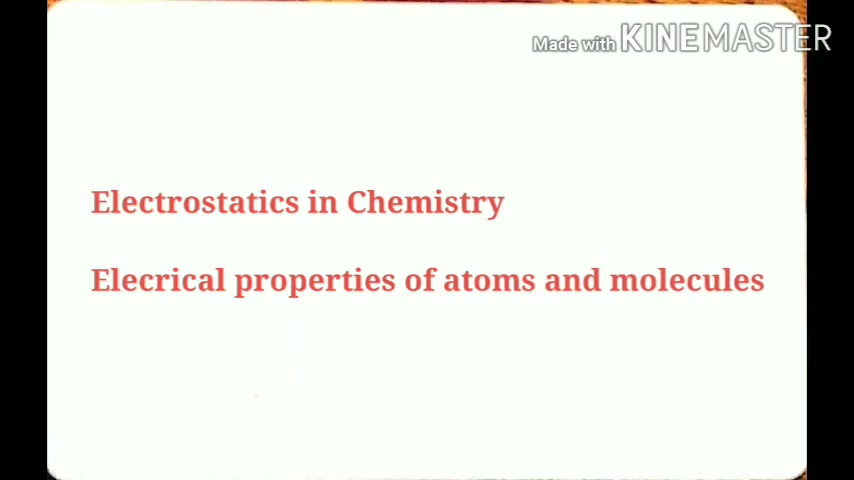 Made with KINEMASTER
Electrostatics in Chemistry
Elecrical properties of atoms and molecules